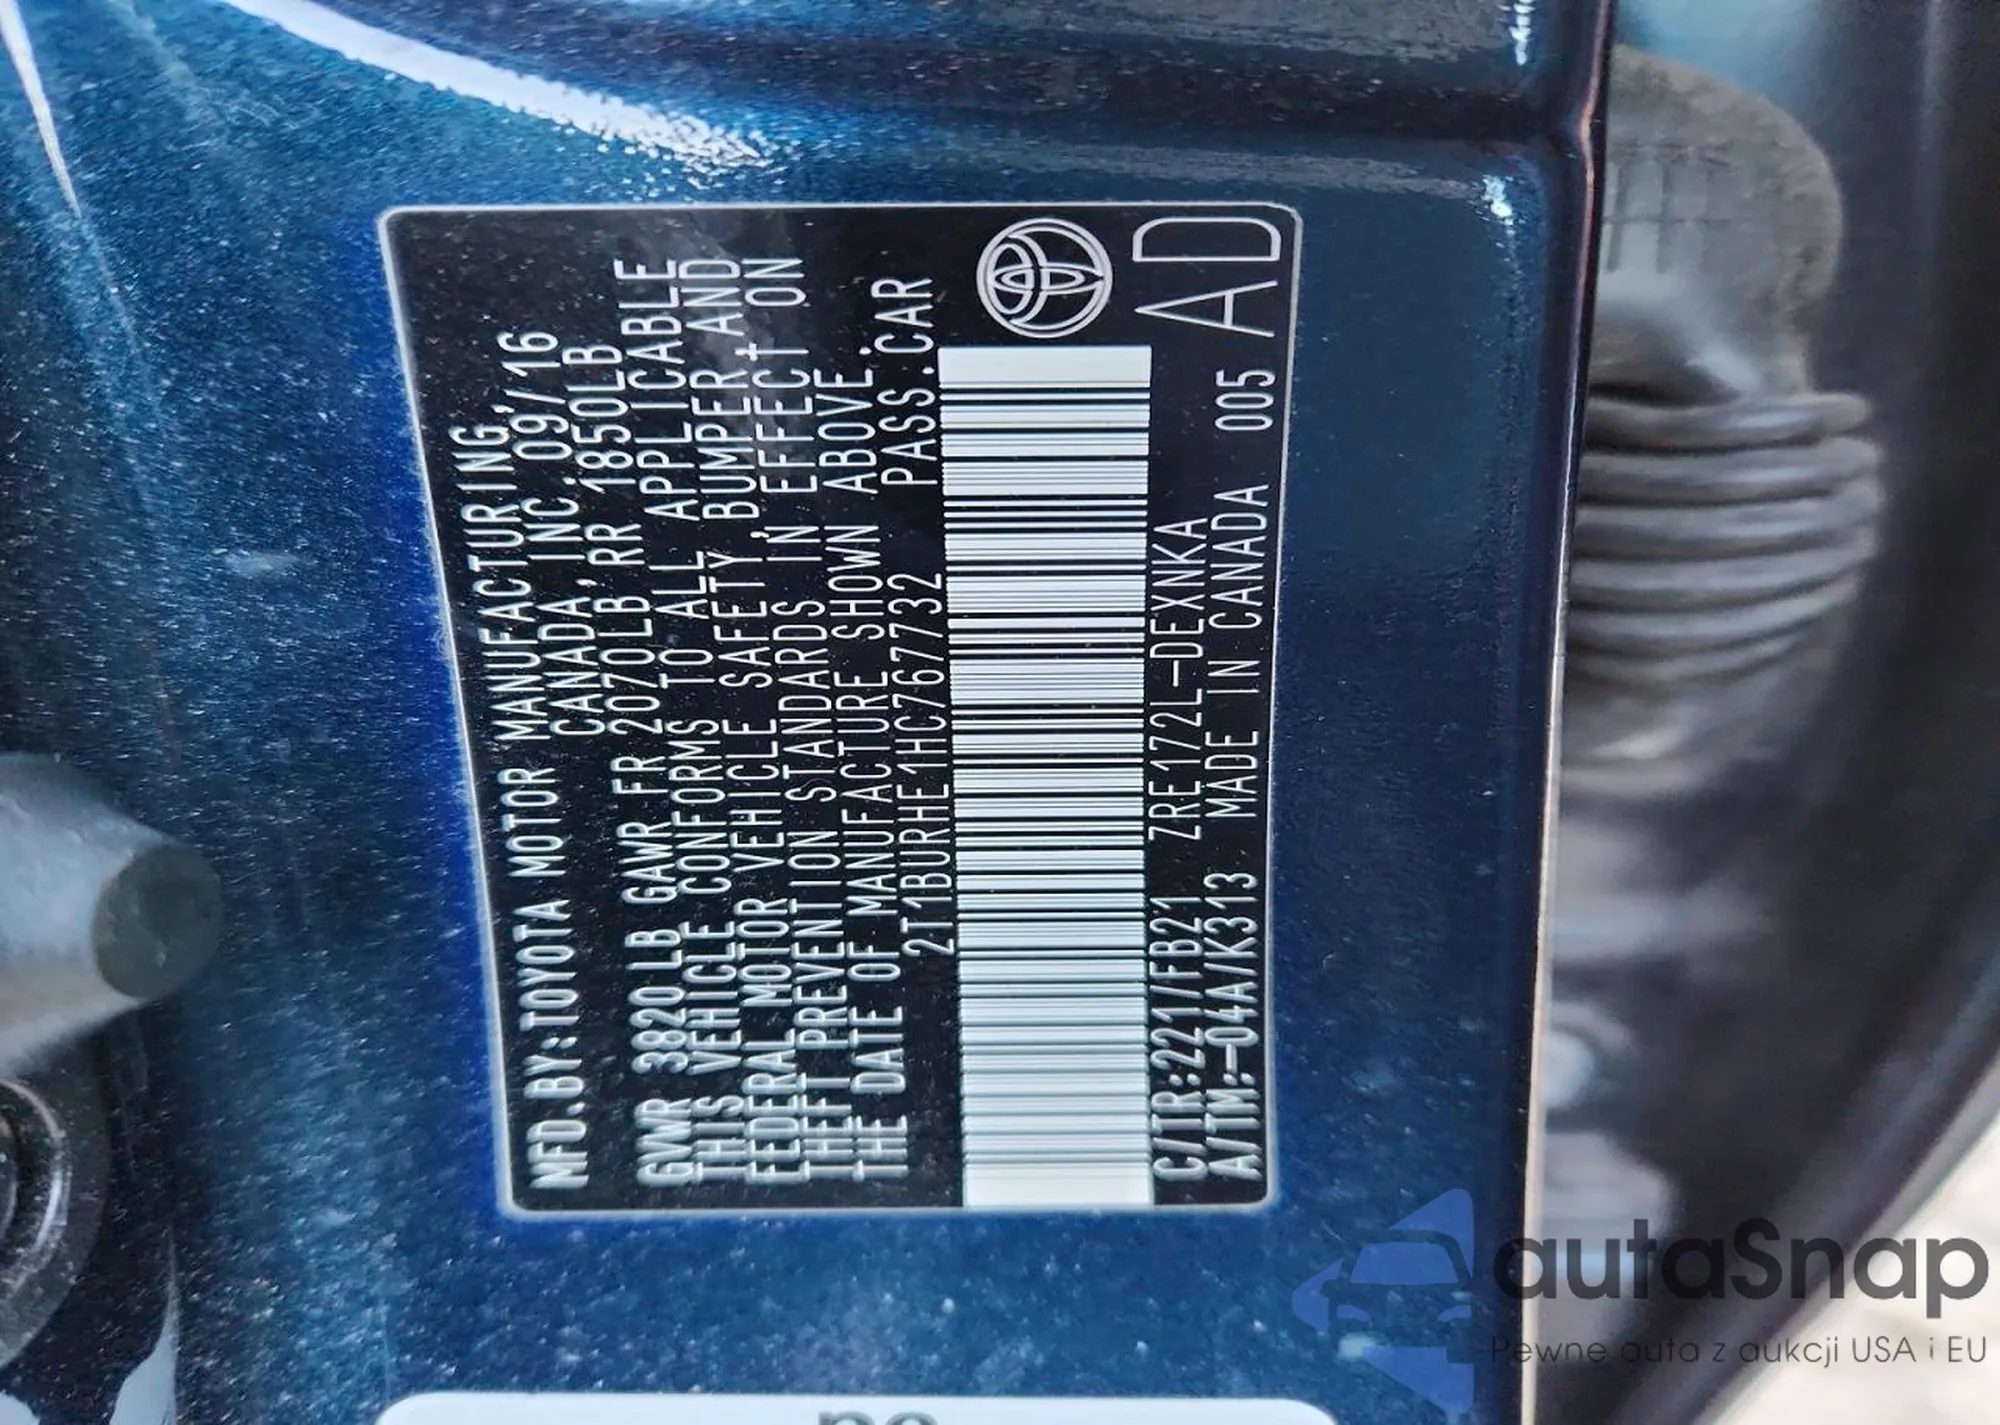 MFD.BY:TOYOTA MOTOR MANUFACTURING,
CANADA, INC. 09/16
GVWR 3820 LB GAWR FR 2070LB RR 1850LB
THIS VEHICLE CONFORMS TO ALL APPLICABLE
FEDERAL MOTOR VEHICLE SAFETY, BUMPER, AND
THEFT PREVENTION STANDARDS IN EFFECT ON
THE DATE OF MANUFACTURE SHOWN ABOVE.
2T1BURHE1HC767732 PASS.CAR
C/TR:221/FB21 ZRE172L-DEXNKA
A/TM:-04A/K313 MADE IN CANADA 005
AD
autaSnap
Pewne auta z aukcji USA i EU